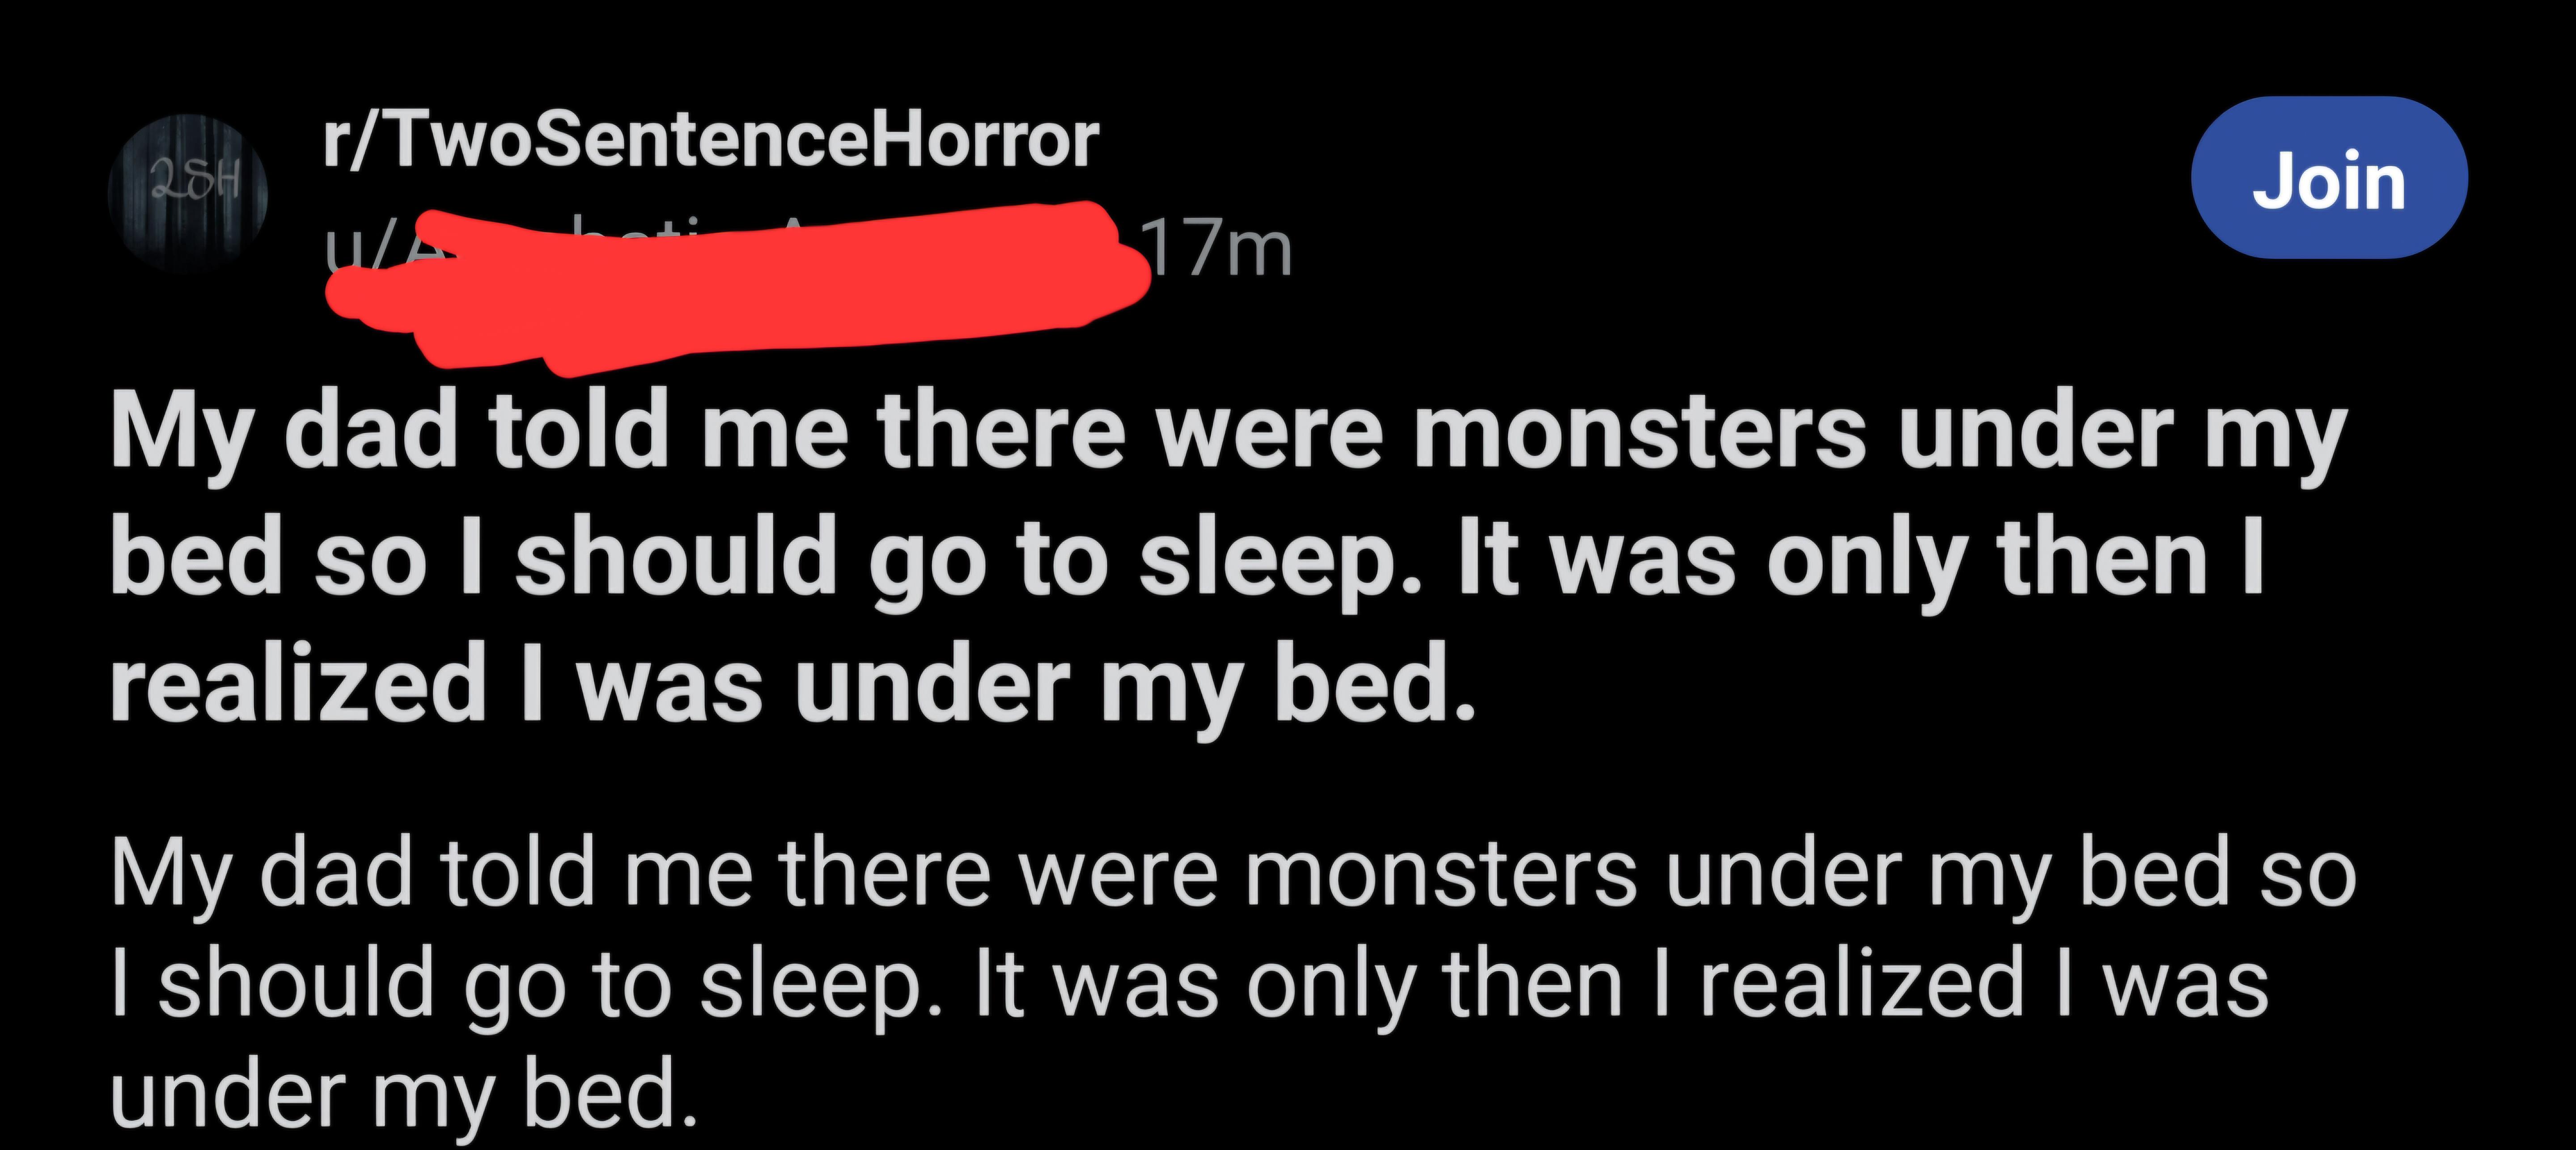 2SH
r/TwoSentenceHorror
17m
Join
My dad told me there were monsters under my
bed so I should go to sleep. It was only then I
realized I was under my bed.
My dad told me there were monsters under my bed so
I should go to sleep. It was only then I realized I was
under my bed.